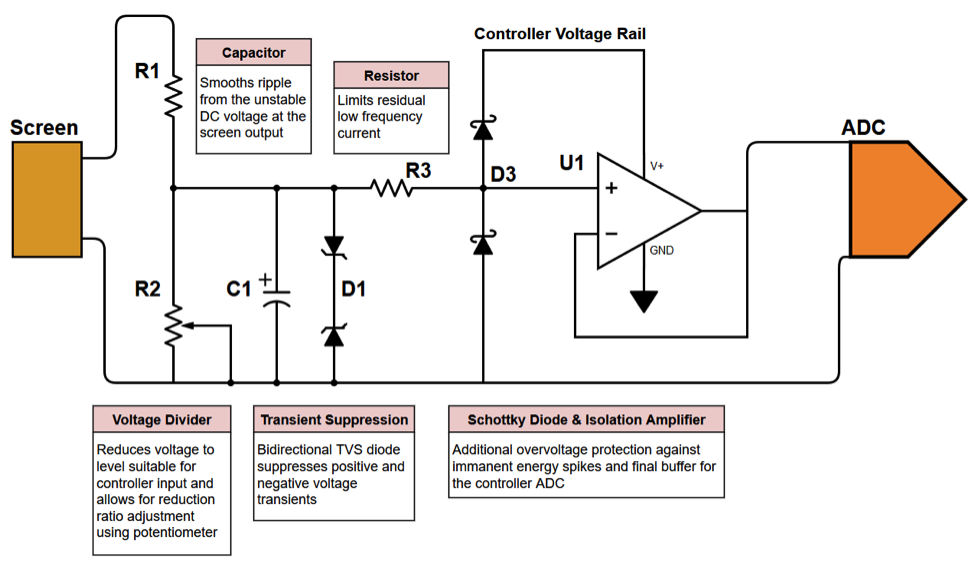 Controller Voltage Rail
Capacitor
Smooths ripple
from the unstable
DC voltage at the
screen output
Resistor
Limits residual
low frequency
current
R1
Screen
ADC
R3
D3
U1
V+
+
−
GND
R2
C1
+
D1
Voltage Divider
Reduces voltage to
level suitable for
controller input and
allows for reduction
ratio adjustment
using potentiometer
Transient Suppression
Bidirectional TVS diode
suppresses positive and
negative voltage
transients
Schottky Diode & Isolation Amplifier
Additional overvoltage protection against
immanent energy spikes and final buffer for
the controller ADC